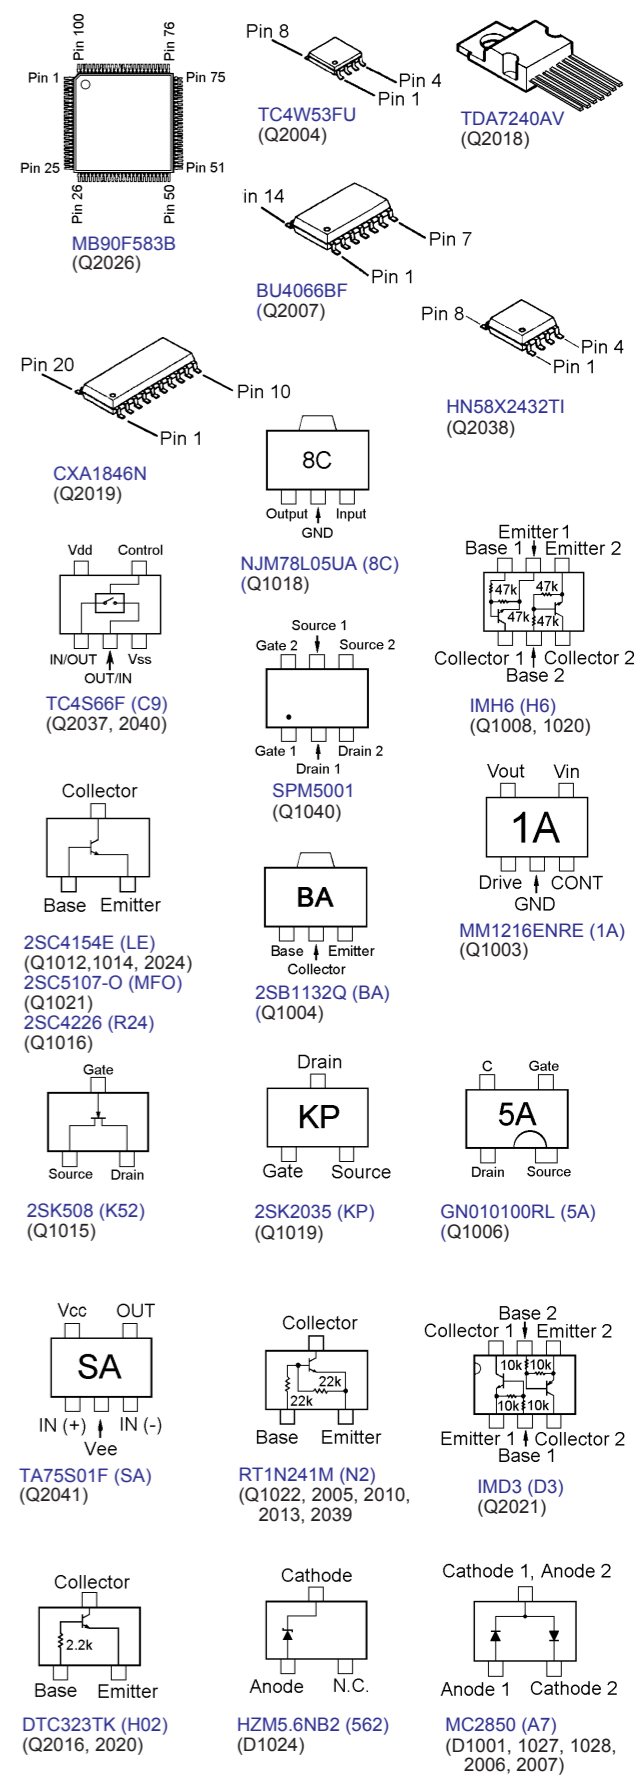 Pin 100
Pin 76
Pin 1
Pin 75
Pin 25
Pin 51
Pin 26
Pin 50
MB90F583B
(Q2026)
Pin 8
Pin 4
Pin 1
TC4W53FU
(Q2004)
TDA7240AV
(Q2018)
in 14
Pin 7
Pin 1
BU4066BF
(Q2007)
Pin 8
Pin 4
Pin 1
HN58X2432TI
(Q2038)
Pin 20
Pin 10
Pin 1
CXA1846N
(Q2019)
8C
Output
Input
GND
NJM78L05UA (8C)
(Q1018)
Vdd
Control
IN/OUT
Vss
OUT/IN
TC4S66F (C9)
(Q2037, 2040)
Source 1
Gate 2
Source 2
Gate 1
Drain 2
Drain 1
SPM5001
(Q1040)
Emitter 1
Base 1
Emitter 2
47k
47k
47k
47k
Collector 1
Collector 2
Base 2
IMH6 (H6)
(Q1008, 1020)
Collector
Base
Emitter
2SC4154E (LE)
(Q1012,1014, 2024)
2SC5107-O (MFO)
(Q1021)
2SC4226 (R24)
(Q1016)
BA
Base
Emitter
Collector
2SB1132Q (BA)
(Q1004)
Vout
Vin
1A
Drive
CONT
GND
MM1216ENRE (1A)
(Q1003)
Gate
Source
Drain
2SK508 (K52)
(Q1015)
Drain
KP
Gate
Source
2SK2035 (KP)
(Q1019)
C
Gate
5A
Drain
Source
GN010100RL (5A)
(Q1006)
Vcc
OUT
SA
IN (+)
IN (-)
Vee
TA75S01F (SA)
(Q2041)
Collector
22k
22k
Base
Emitter
RT1N241M (N2)
(Q1022, 2005, 2010,
2013, 2039
Base 2
Collector 1
Emitter 2
10k
10k
10k
10k
Emitter 1
Collector 2
Base 1
IMD3 (D3)
(Q2021)
Collector
2.2k
Base
Emitter
DTC323TK (H02)
(Q2016, 2020)
Cathode
Anode
N.C.
HZM5.6NB2 (562)
(D1024)
Cathode 1, Anode 2
Anode 1
Cathode 2
MC2850 (A7)
(D1001, 1027, 1028,
2006, 2007)